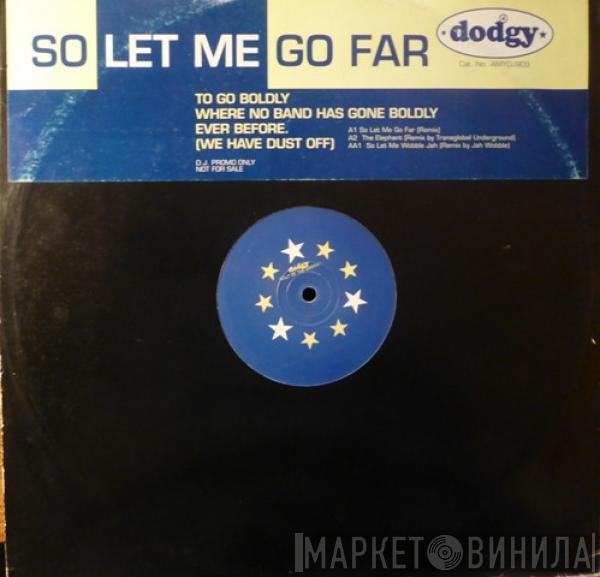 SO LET ME GO FAR
dodgy
Cat. No. AMYDJ903
TO GO BOLDLY
WHERE NO BAND HAS GONE BOLDLY
EVER BEFORE.
(WE HAVE DUST OFF)
A1 So Let Me Go Far (Remix)
A2 The Elephant (Remix by Transglobal Underground)
AA1 So Let Me Wobble Jah (Remix by Jah Wobble)
D.J. PROMO ONLY
NOT FOR SALE
dodgy
МАРКЕТ ВИНИЛА